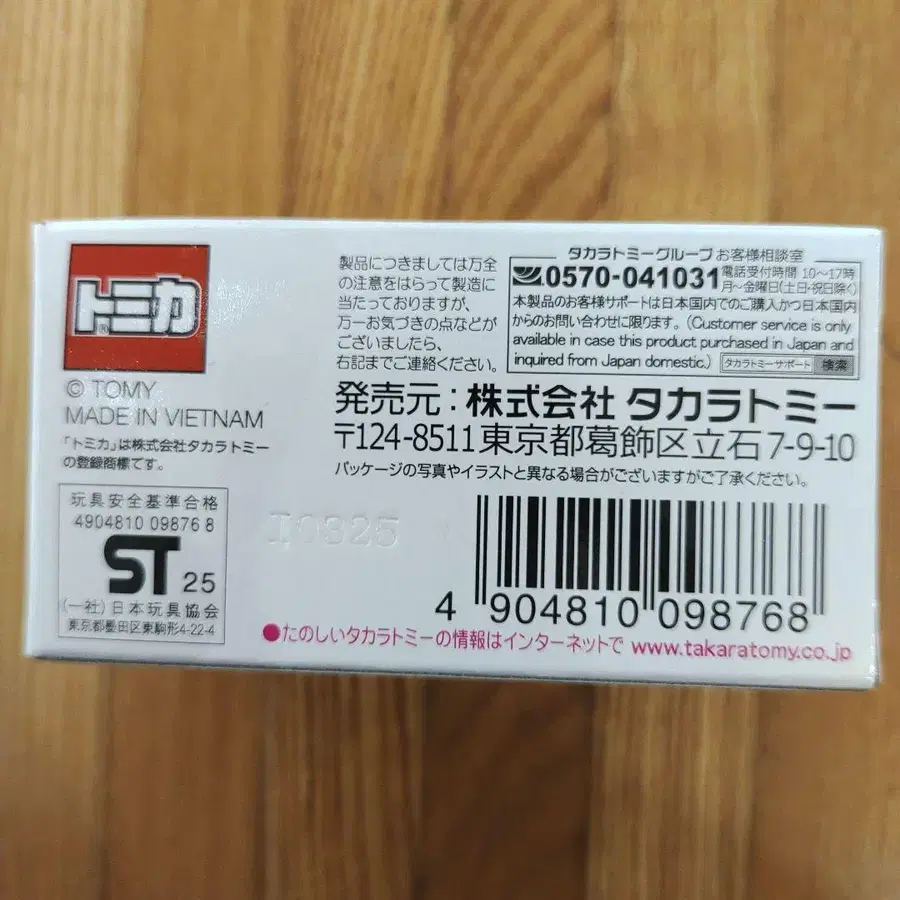 トミカ
®
© TOMY
MADE IN VIETNAM
「トミカ」は株式会社タカラトミー
の登録商標です。
玩具安全基準合格
4904810 09876 8
ST 25
(一社)日本玩具協会
東京都墨田区東駒形4-22-4
製品につきましては万全
の注意をはらって製造に
当たっておりますが、
万一お気づきの点などが
ございましたら、
右記までご連絡ください。
タカラトミーグループ お客様相談室
0570-041031 電話受付時間 10〜17時
月〜金曜日(土・日・祝日除く)
本製品のお客様サポートは日本国内でのご購入かつ日本国内
からのお問い合わせに限ります。(Customer service is only
available in case this product purchased in Japan and
inquired from Japan domestic.) タカラトミーサポート 検索
発売元:株式会社 タカラトミー
〒124-8511東京都葛飾区立石7-9-10
パッケージの写真やイラストと異なる場合がございますがご了承ください。
4 904810 098768
●たのしいタカラトミーの情報はインターネットで www.takaratomy.co.jp